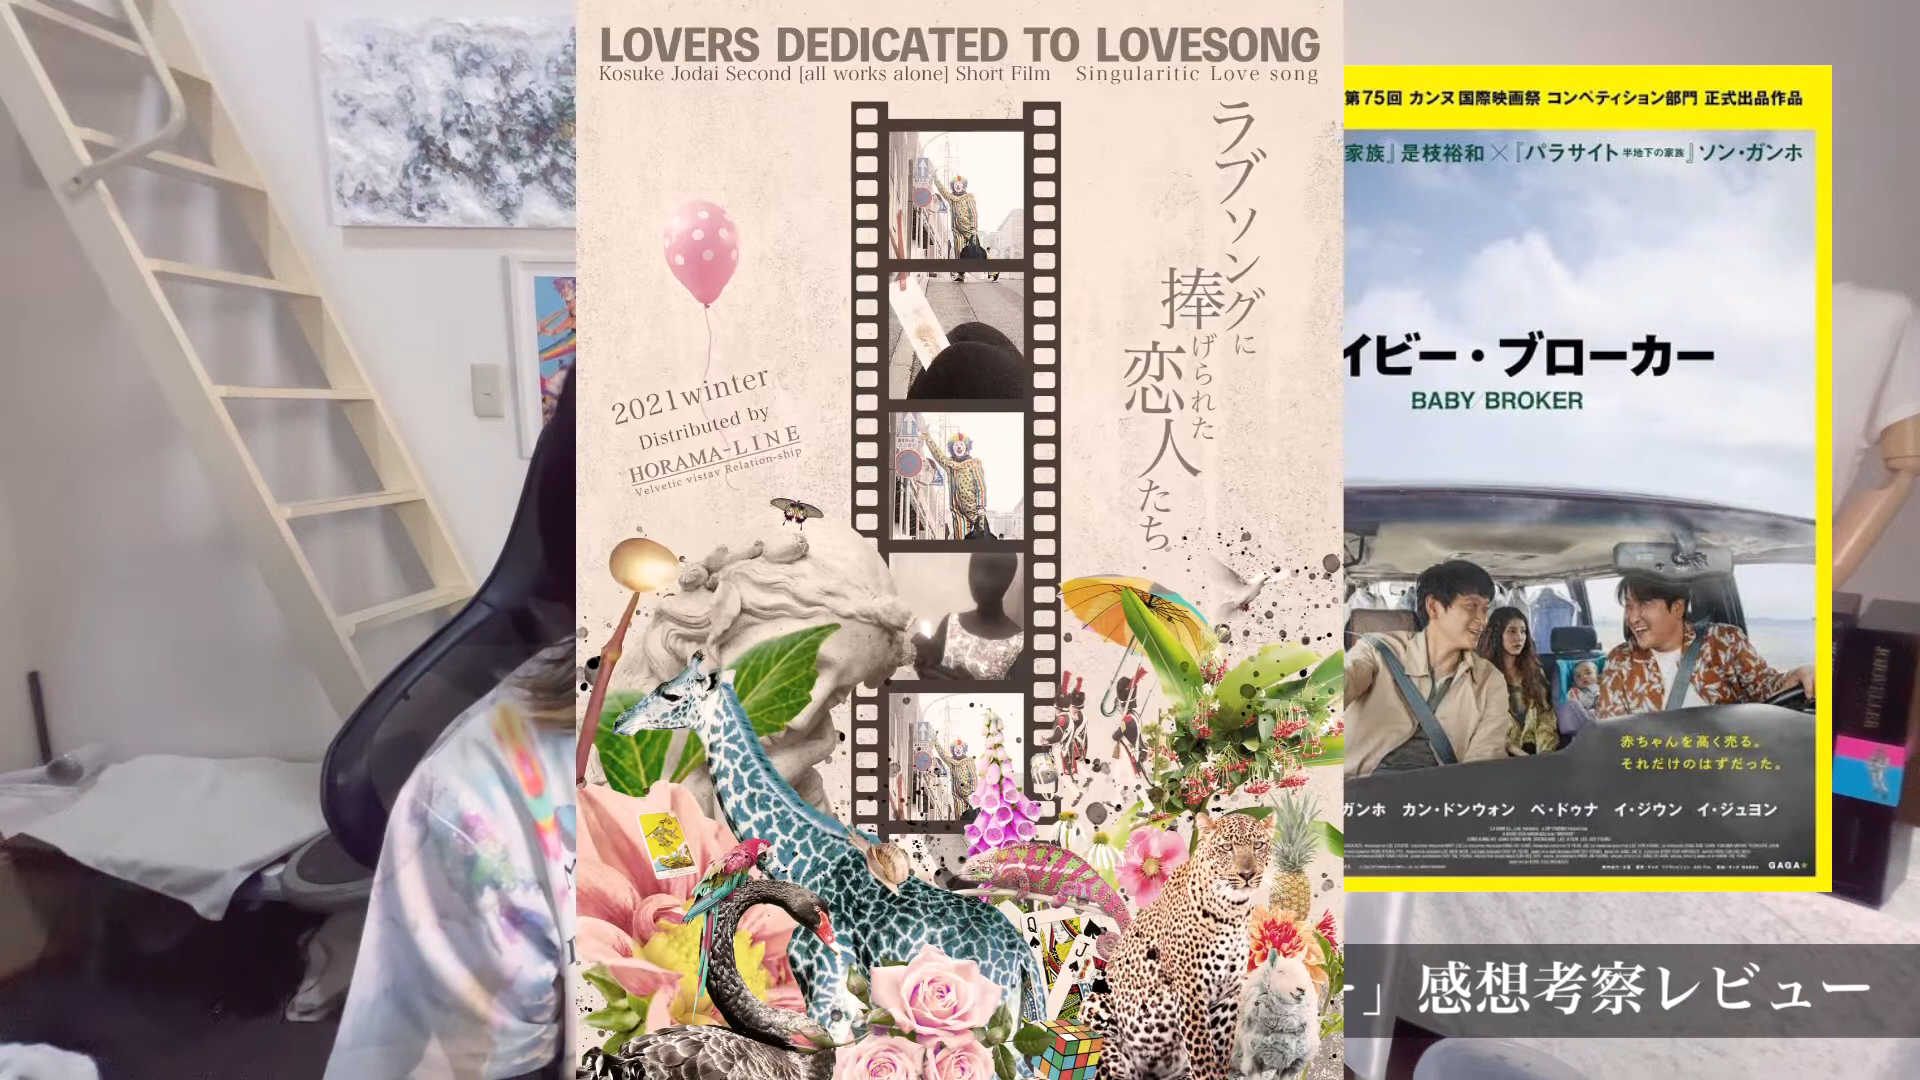 LOVERS DEDICATED TO LOVESONG
Kosuke Jodai Second [all works alone] Short Film Singularitic Love song
ラブソングに
捧げられた
恋人たち
2021winter
Distributed by
HORAMA-LINE
Velvetic vistav Relation-ship
第75回 カンヌ国際映画祭 コンペティション部門 正式出品作品
家族』是枝裕和×『パラサイト 半地下の家族』ソン・ガンホ
イビー・ブローカー
BABY BROKER
赤ちゃんを高く売る。
それだけのはずだった。
ガンホ カン・ドンウォン ペ・ドゥナ イ・ジウン イ・ジュヨン
GAGA★
ー」感想考察レビュー